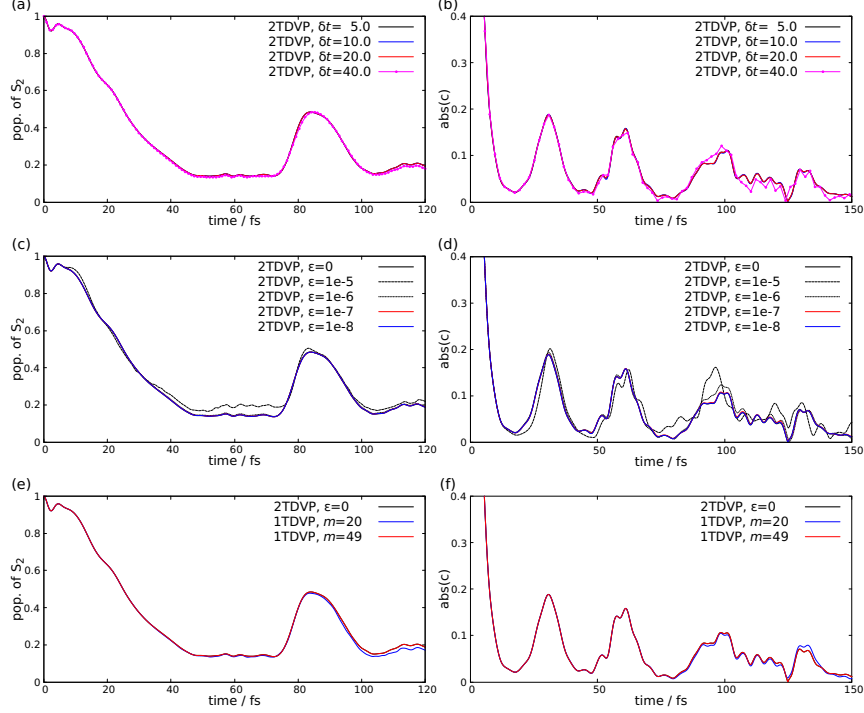 (a)
pop. of S2
1
0.8
0.6
0.4
0.2
0
2TDVP, δt= 5.0
2TDVP, δt=10.0
2TDVP, δt=20.0
2TDVP, δt=40.0
0 20 40 60 80 100 120
time / fs
(b)
abs(c)
0.4
0.3
0.2
0.1
0
2TDVP, δt= 5.0
2TDVP, δt=10.0
2TDVP, δt=20.0
2TDVP, δt=40.0
0 50 100 150
time / fs
(c)
pop. of S2
1
0.8
0.6
0.4
0.2
0
2TDVP, ε=0
2TDVP, ε=1e-5
2TDVP, ε=1e-6
2TDVP, ε=1e-7
2TDVP, ε=1e-8
0 20 40 60 80 100 120
time / fs
(d)
abs(c)
0.4
0.3
0.2
0.1
0
2TDVP, ε=0
2TDVP, ε=1e-5
2TDVP, ε=1e-6
2TDVP, ε=1e-7
2TDVP, ε=1e-8
0 50 100 150
time / fs
(e)
pop. of S2
1
0.8
0.6
0.4
0.2
0
2TDVP, ε=0
1TDVP, m=20
1TDVP, m=49
0 20 40 60 80 100 120
time / fs
(f)
abs(c)
0.4
0.3
0.2
0.1
0
2TDVP, ε=0
1TDVP, m=20
1TDVP, m=49
0 50 100 150
time / fs